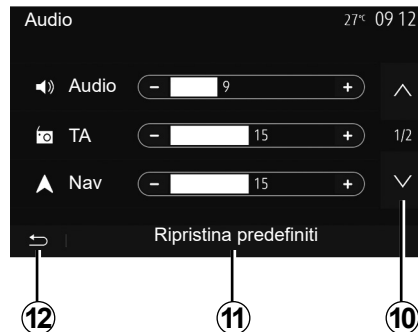 Audio 27°C 09 12
Audio - 9 +
TA - 15 + 1/2
Nav - 15 +
Ripristina predefiniti
12 11 10